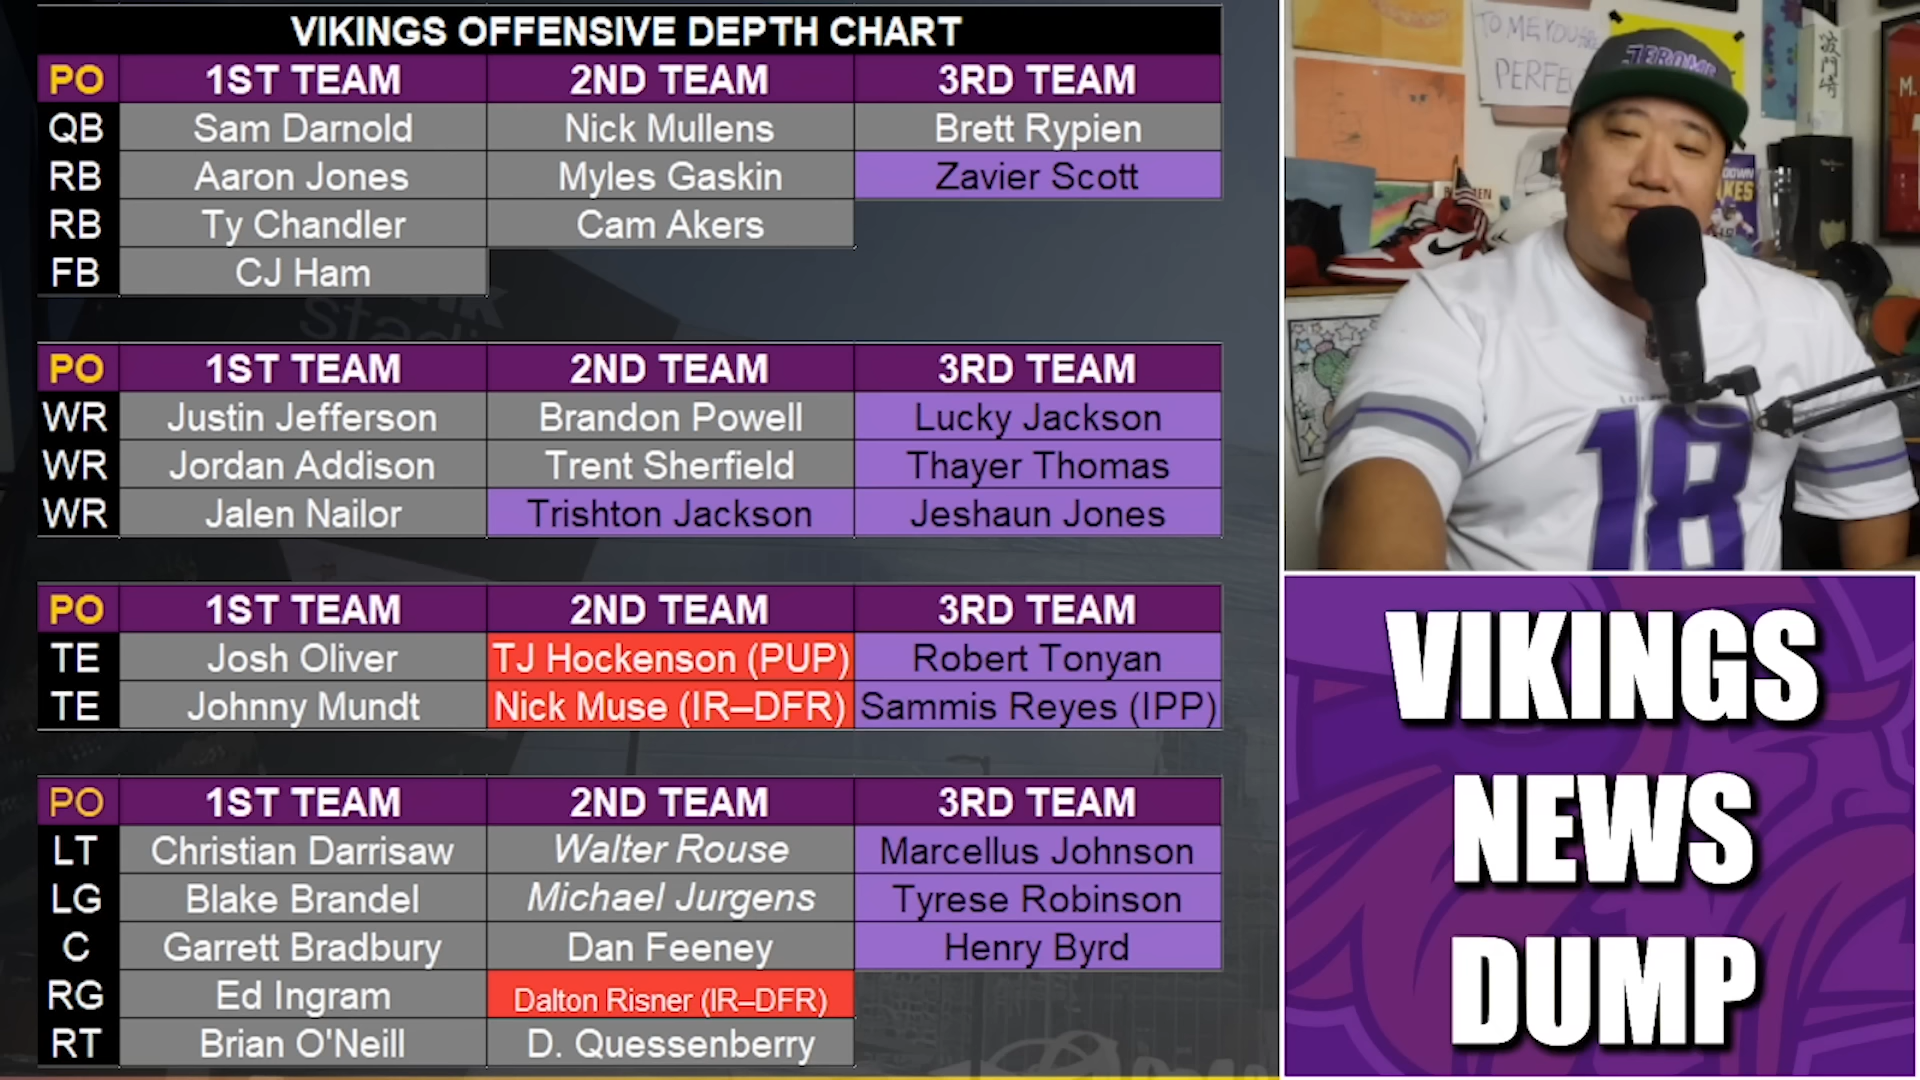 VIKINGS OFFENSIVE DEPTH CHART
PO 1ST TEAM 2ND TEAM 3RD TEAM
QB Sam Darnold Nick Mullens Brett Rypien
RB Aaron Jones Myles Gaskin Zavier Scott
RB Ty Chandler Cam Akers
FB CJ Ham
PO 1ST TEAM 2ND TEAM 3RD TEAM
WR Justin Jefferson Brandon Powell Lucky Jackson
WR Jordan Addison Trent Sherfield Thayer Thomas
WR Jalen Nailor Trishton Jackson Jeshaun Jones
PO 1ST TEAM 2ND TEAM 3RD TEAM
TE Josh Oliver TJ Hockenson (PUP) Robert Tonyan
TE Johnny Mundt Nick Muse (IR–DFR) Sammis Reyes (IPP)
PO 1ST TEAM 2ND TEAM 3RD TEAM
LT Christian Darrisaw Walter Rouse Marcellus Johnson
LG Blake Brandel Michael Jurgens Tyrese Robinson
C Garrett Bradbury Dan Feeney Henry Byrd
RG Ed Ingram Dalton Risner (IR–DFR)
RT Brian O'Neill D. Quessenberry
TO ME YOU
PERFE
JEROME
DOWN
18
VIKINGS
NEWS
DUMP